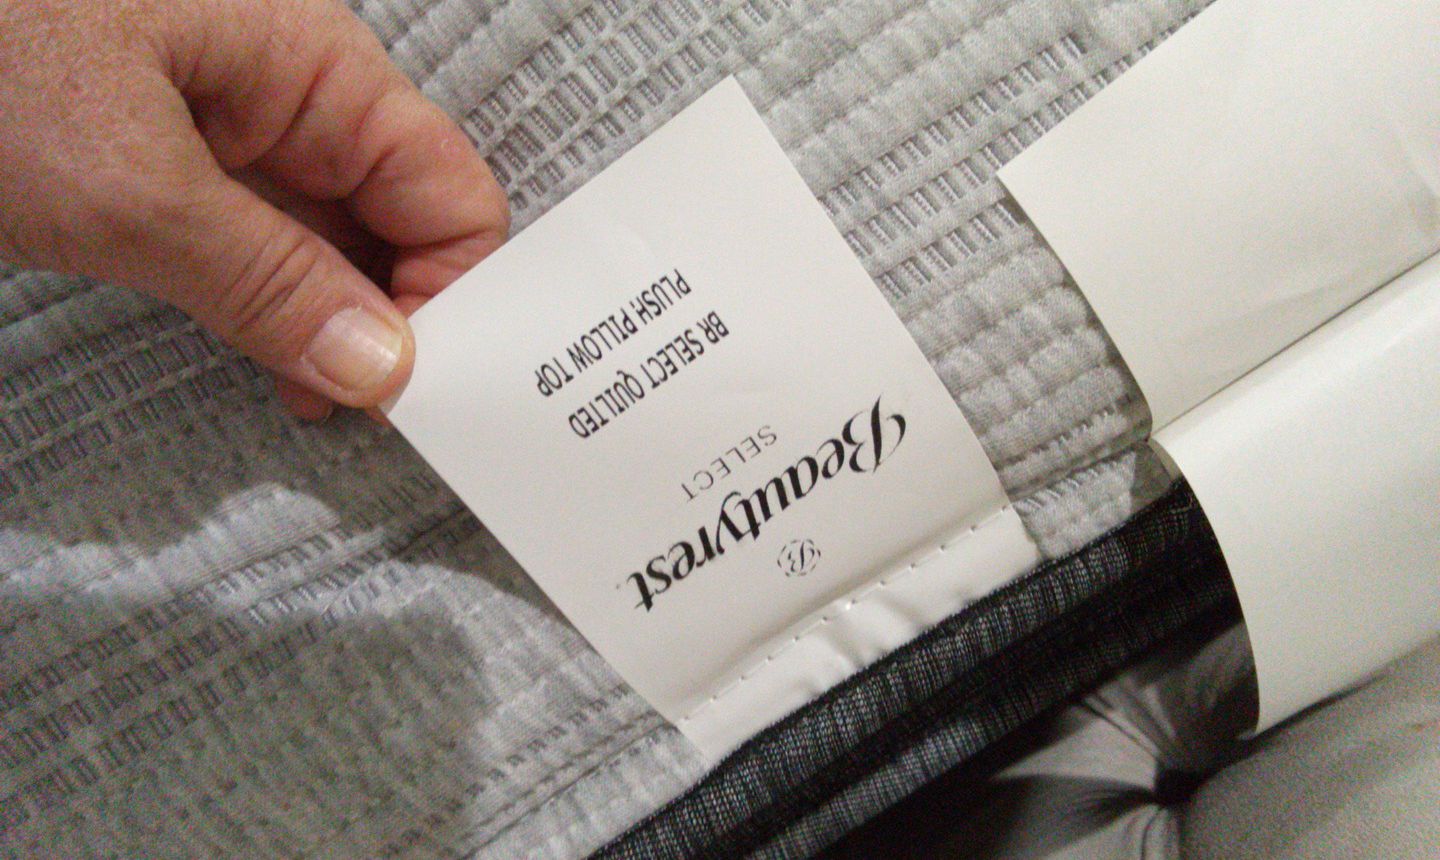 B
Beautyrest
SELECT
BR SELECT QUILTED
PLUSH PILLOW TOP